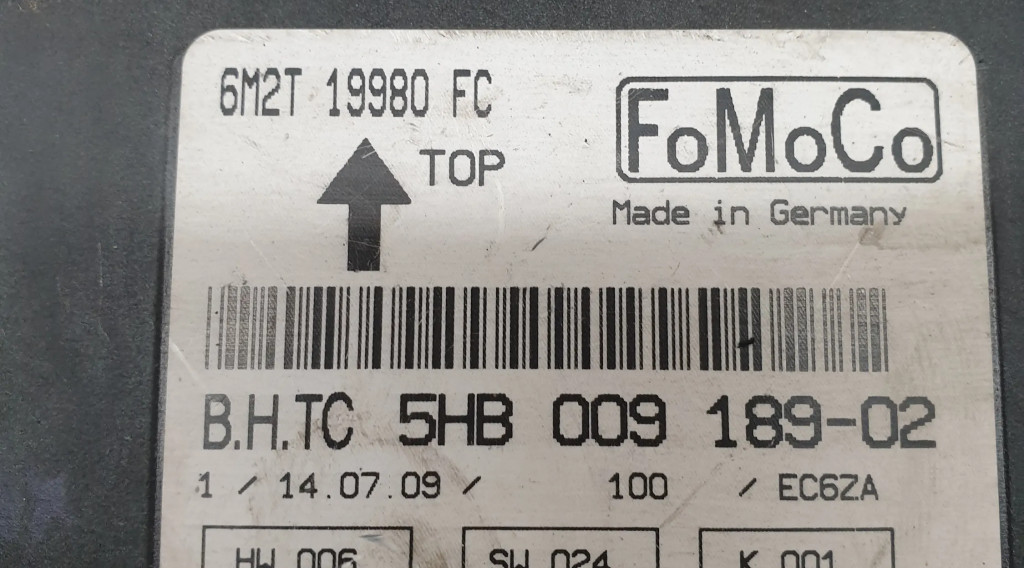 6M2T 19980 FC
FoMoCo
TOP
Made in Germany
B.H.TC 5HB 009 189-02
1 / 14.07.09 / 100 / EC6ZA
HW 006 SW 024 K 001